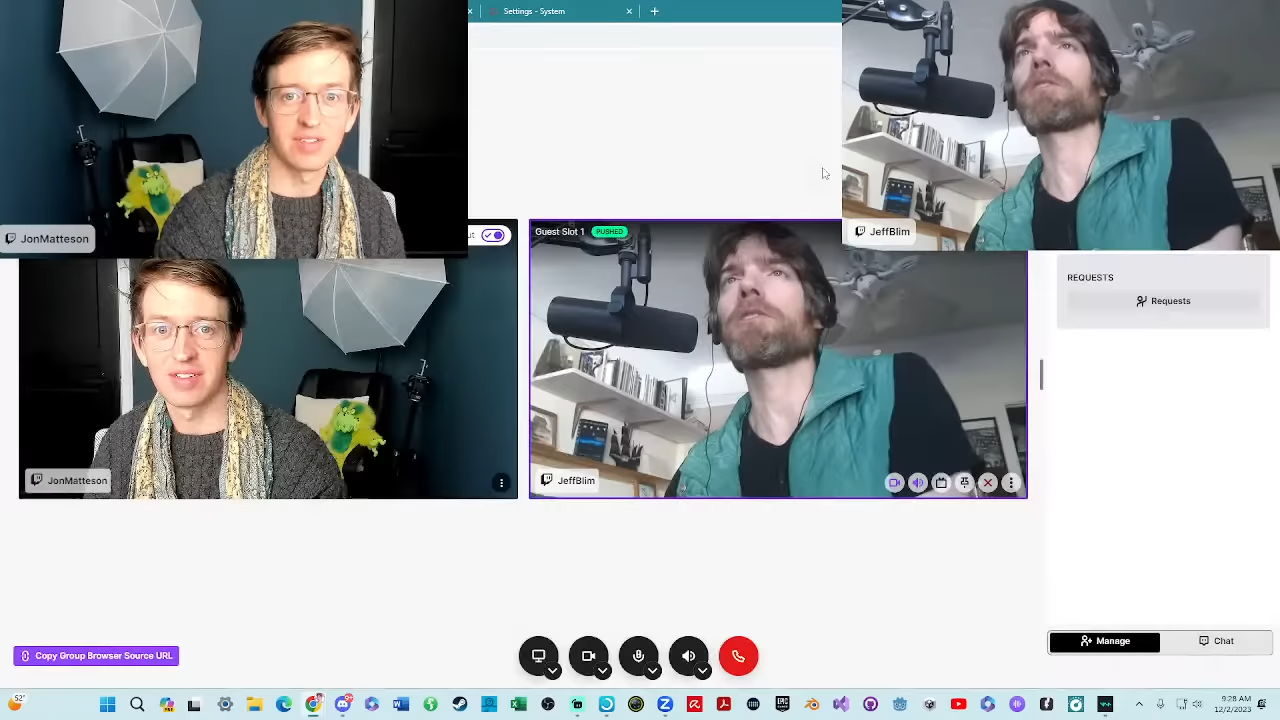 Settings - System
JonMatteson
JeffBlim
Guest Slot 1
PUSHED
REQUESTS
Requests
JonMatteson
JeffBlim
Copy Group Browser Source URL
Manage
Chat
52°
9:28 AM
12/2/2023